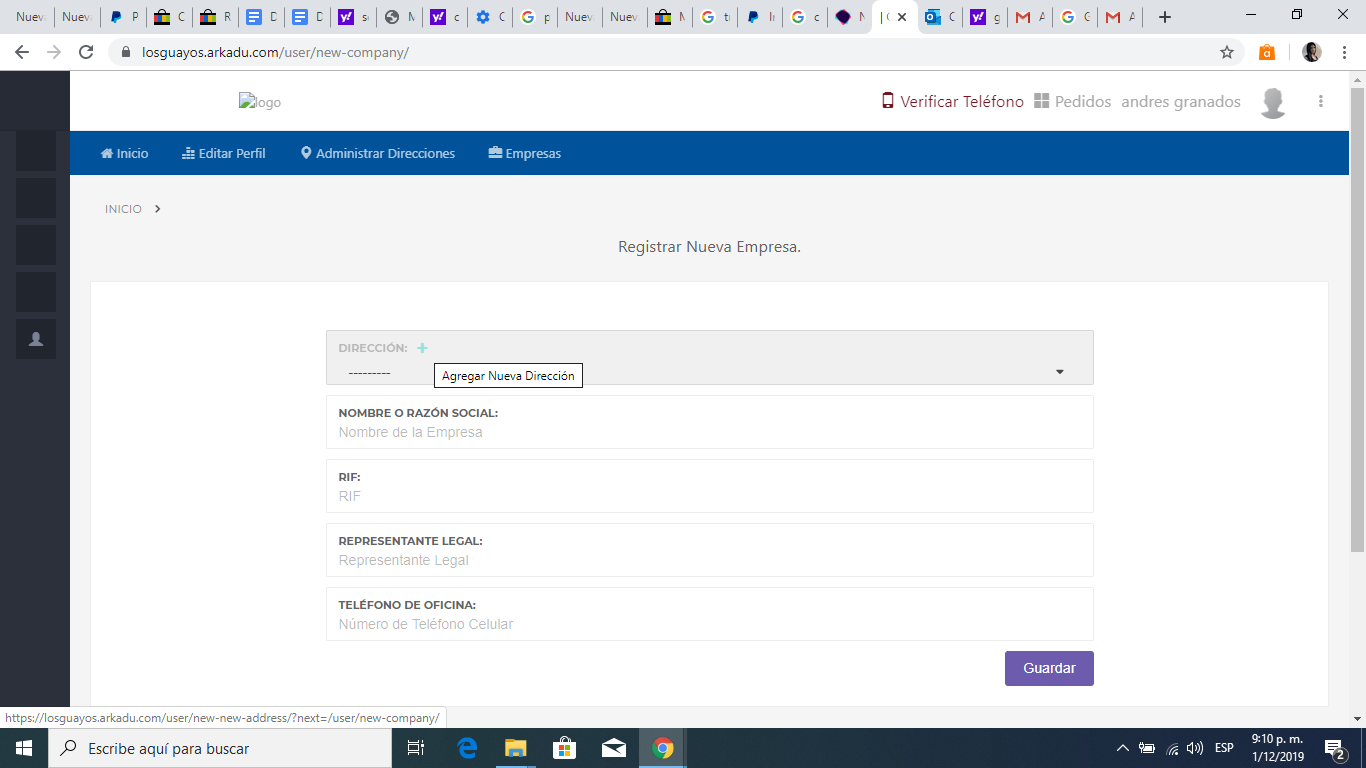 Nuev
Nuev
P
C
R
D
D
s
M
c
C
p
Nuev
Nuev
M
t
I
c
N
| C
C
g
A
G
A
losguayos.arkadu.com/user/new-company/
logo
Verificar Teléfono
Pedidos
andres granados
Inicio
Editar Perfil
Administrar Direcciones
Empresas
INICIO
Registrar Nueva Empresa.
DIRECCIÓN:
---------
Agregar Nueva Dirección
NOMBRE O RAZÓN SOCIAL:
Nombre de la Empresa
RIF:
RIF
REPRESENTANTE LEGAL:
Representante Legal
TELÉFONO DE OFICINA:
Número de Teléfono Celular
Guardar
https://losguayos.arkadu.com/user/new-new-address/?next=/user/new-company/
Escribe aquí para buscar
ESP
9:10 p. m.
1/12/2019
2